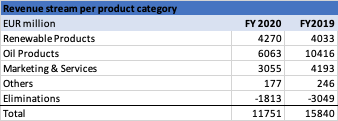 Revenue stream per product category
EUR million FY 2020 FY2019
Renewable Products 4270 4033
Oil Products 6063 10416
Marketing & Services 3055 4193
Others 177 246
Eliminations -1813 -3049
Total 11751 15840